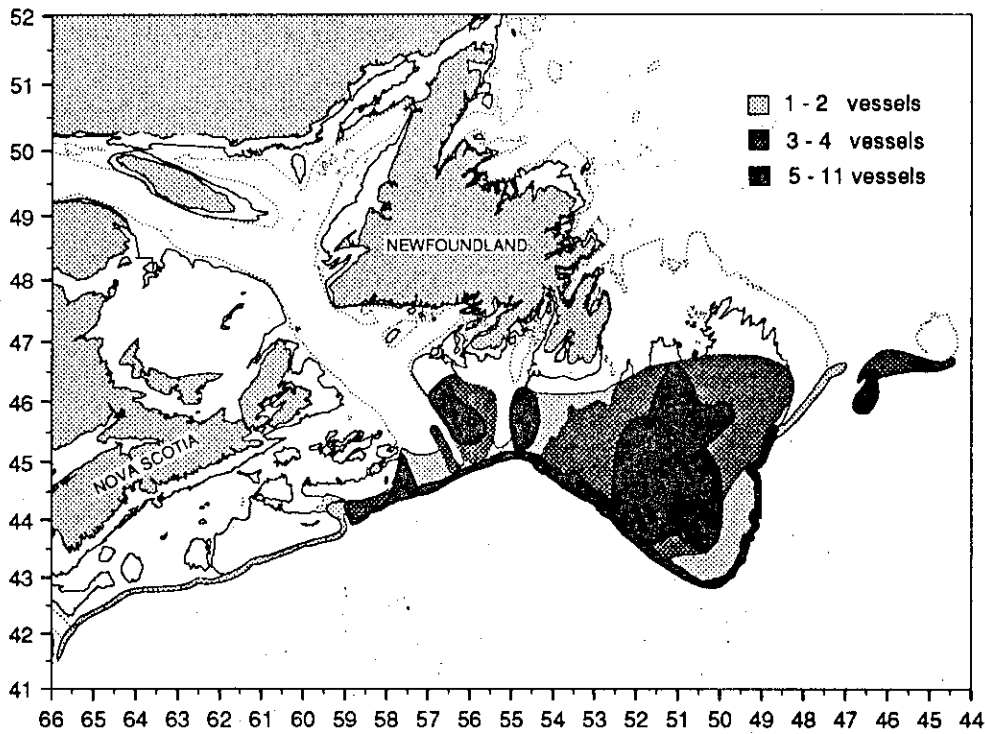 52
51
50
49
48
47
46
45
44
43
42
41
1 - 2 vessels
3 - 4 vessels
5 - 11 vessels
NEWFOUNDLAND
NOVA SCOTIA
66 65 64 63 62 61 60 59 58 57 56 55 54 53 52 51 50 49 48 47 46 45 44